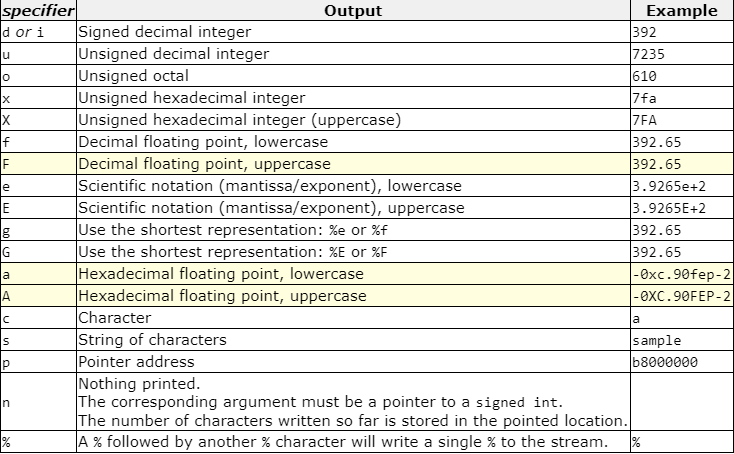 specifier Output Example
d or i Signed decimal integer 392
u Unsigned decimal integer 7235
o Unsigned octal 610
x Unsigned hexadecimal integer 7fa
X Unsigned hexadecimal integer (uppercase) 7FA
f Decimal floating point, lowercase 392.65
F Decimal floating point, uppercase 392.65
e Scientific notation (mantissa/exponent), lowercase 3.9265e+2
E Scientific notation (mantissa/exponent), uppercase 3.9265E+2
g Use the shortest representation: %e or %f 392.65
G Use the shortest representation: %E or %F 392.65
a Hexadecimal floating point, lowercase -0xc.90fep-2
A Hexadecimal floating point, uppercase -0XC.90FEP-2
c Character a
s String of characters sample
p Pointer address b8000000
n Nothing printed.
The corresponding argument must be a pointer to a signed int.
The number of characters written so far is stored in the pointed location.
% A % followed by another % character will write a single % to the stream. %